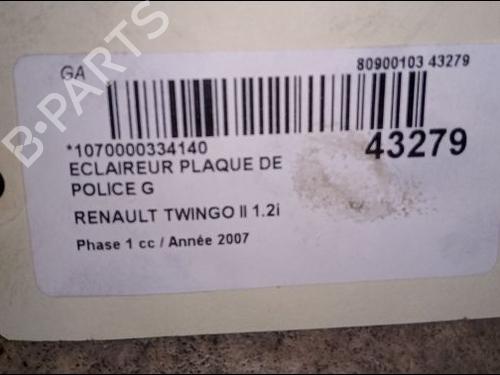 GA
80900103 43279
*1070000334140
43279
ECLAIREUR PLAQUE DE
POLICE G
RENAULT TWINGO II 1.2i
Phase 1 cc / Année 2007
B-PARTS